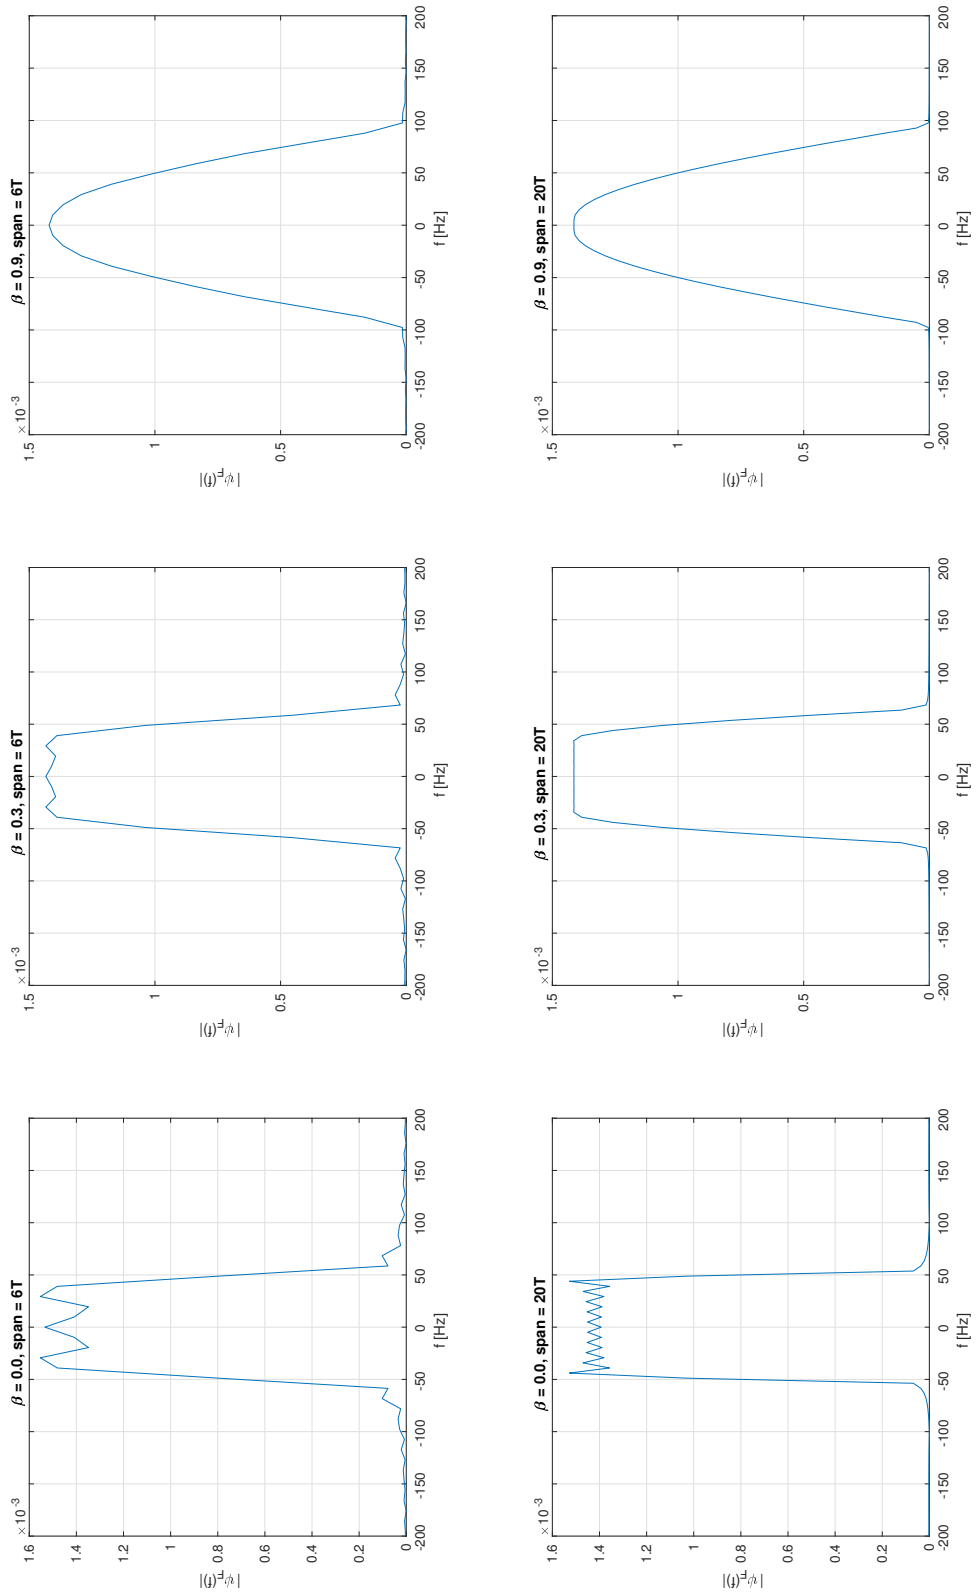 β = 0.0, span = 6T
×10⁻³
1.6
1.4
1.2
1
0.8
0.6
0.4
0.2
0
|ψF(f)|
-200 -150 -100 -50 0 50 100 150 200
f [Hz]
β = 0.3, span = 6T
×10⁻³
1.5
1
0.5
0
|ψF(f)|
-200 -150 -100 -50 0 50 100 150 200
f [Hz]
β = 0.9, span = 6T
×10⁻³
1.5
1
0.5
0
|ψF(f)|
-200 -150 -100 -50 0 50 100 150 200
f [Hz]
β = 0.0, span = 20T
×10⁻³
1.6
1.4
1.2
1
0.8
0.6
0.4
0.2
0
|ψF(f)|
-200 -150 -100 -50 0 50 100 150 200
f [Hz]
β = 0.3, span = 20T
×10⁻³
1.5
1
0.5
0
|ψF(f)|
-200 -150 -100 -50 0 50 100 150 200
f [Hz]
β = 0.9, span = 20T
×10⁻³
1.5
1
0.5
0
|ψF(f)|
-200 -150 -100 -50 0 50 100 150 200
f [Hz]